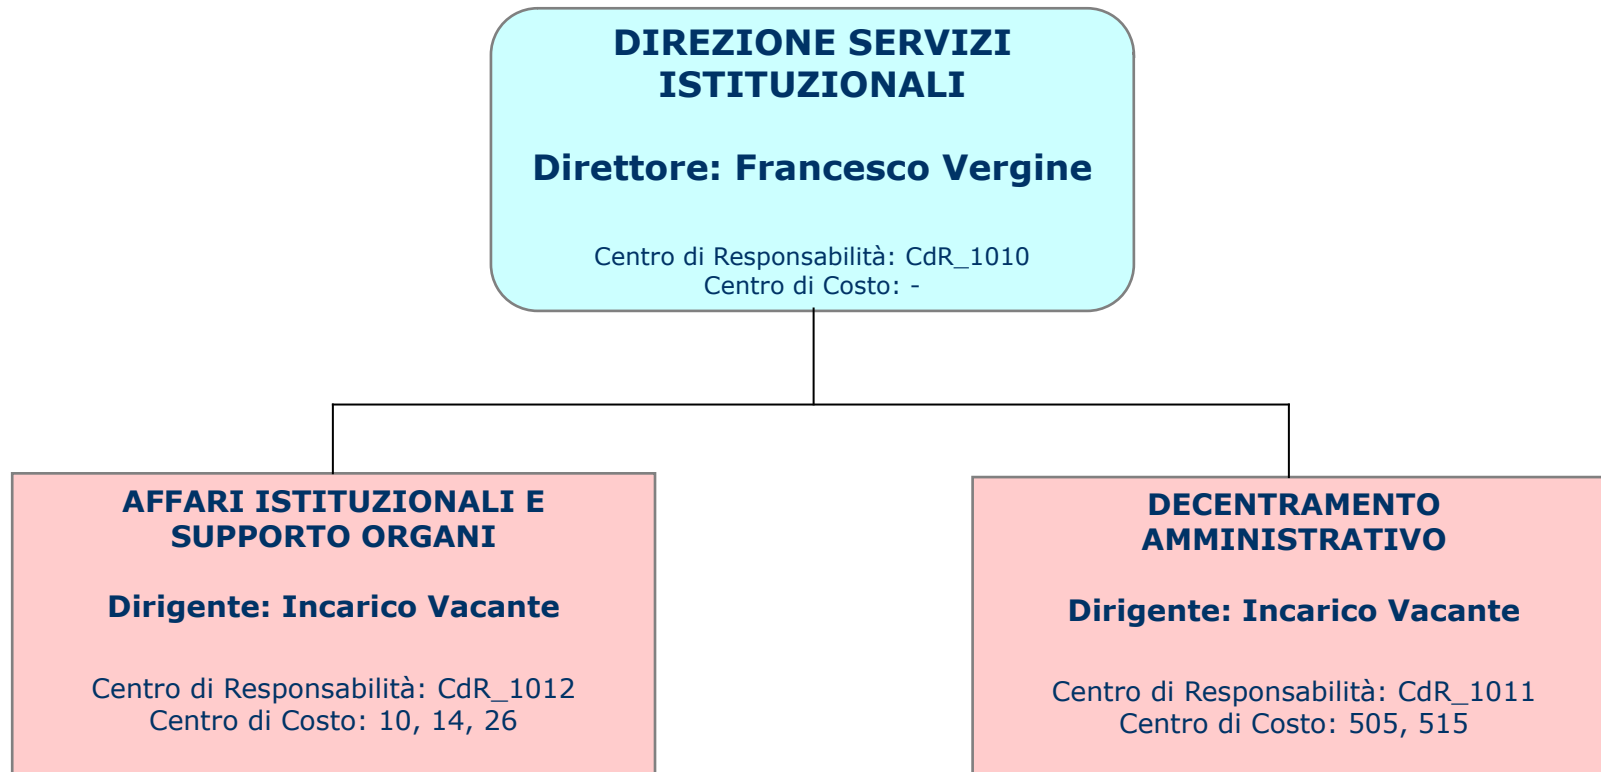 DIREZIONE SERVIZI
ISTITUZIONALI
Direttore: Francesco Vergine
Centro di Responsabilità: CdR_1010
Centro di Costo: -
AFFARI ISTITUZIONALI E
SUPPORTO ORGANI
Dirigente: Incarico Vacante
Centro di Responsabilità: CdR_1012
Centro di Costo: 10, 14, 26
DECENTRAMENTO
AMMINISTRATIVO
Dirigente: Incarico Vacante
Centro di Responsabilità: CdR_1011
Centro di Costo: 505, 515